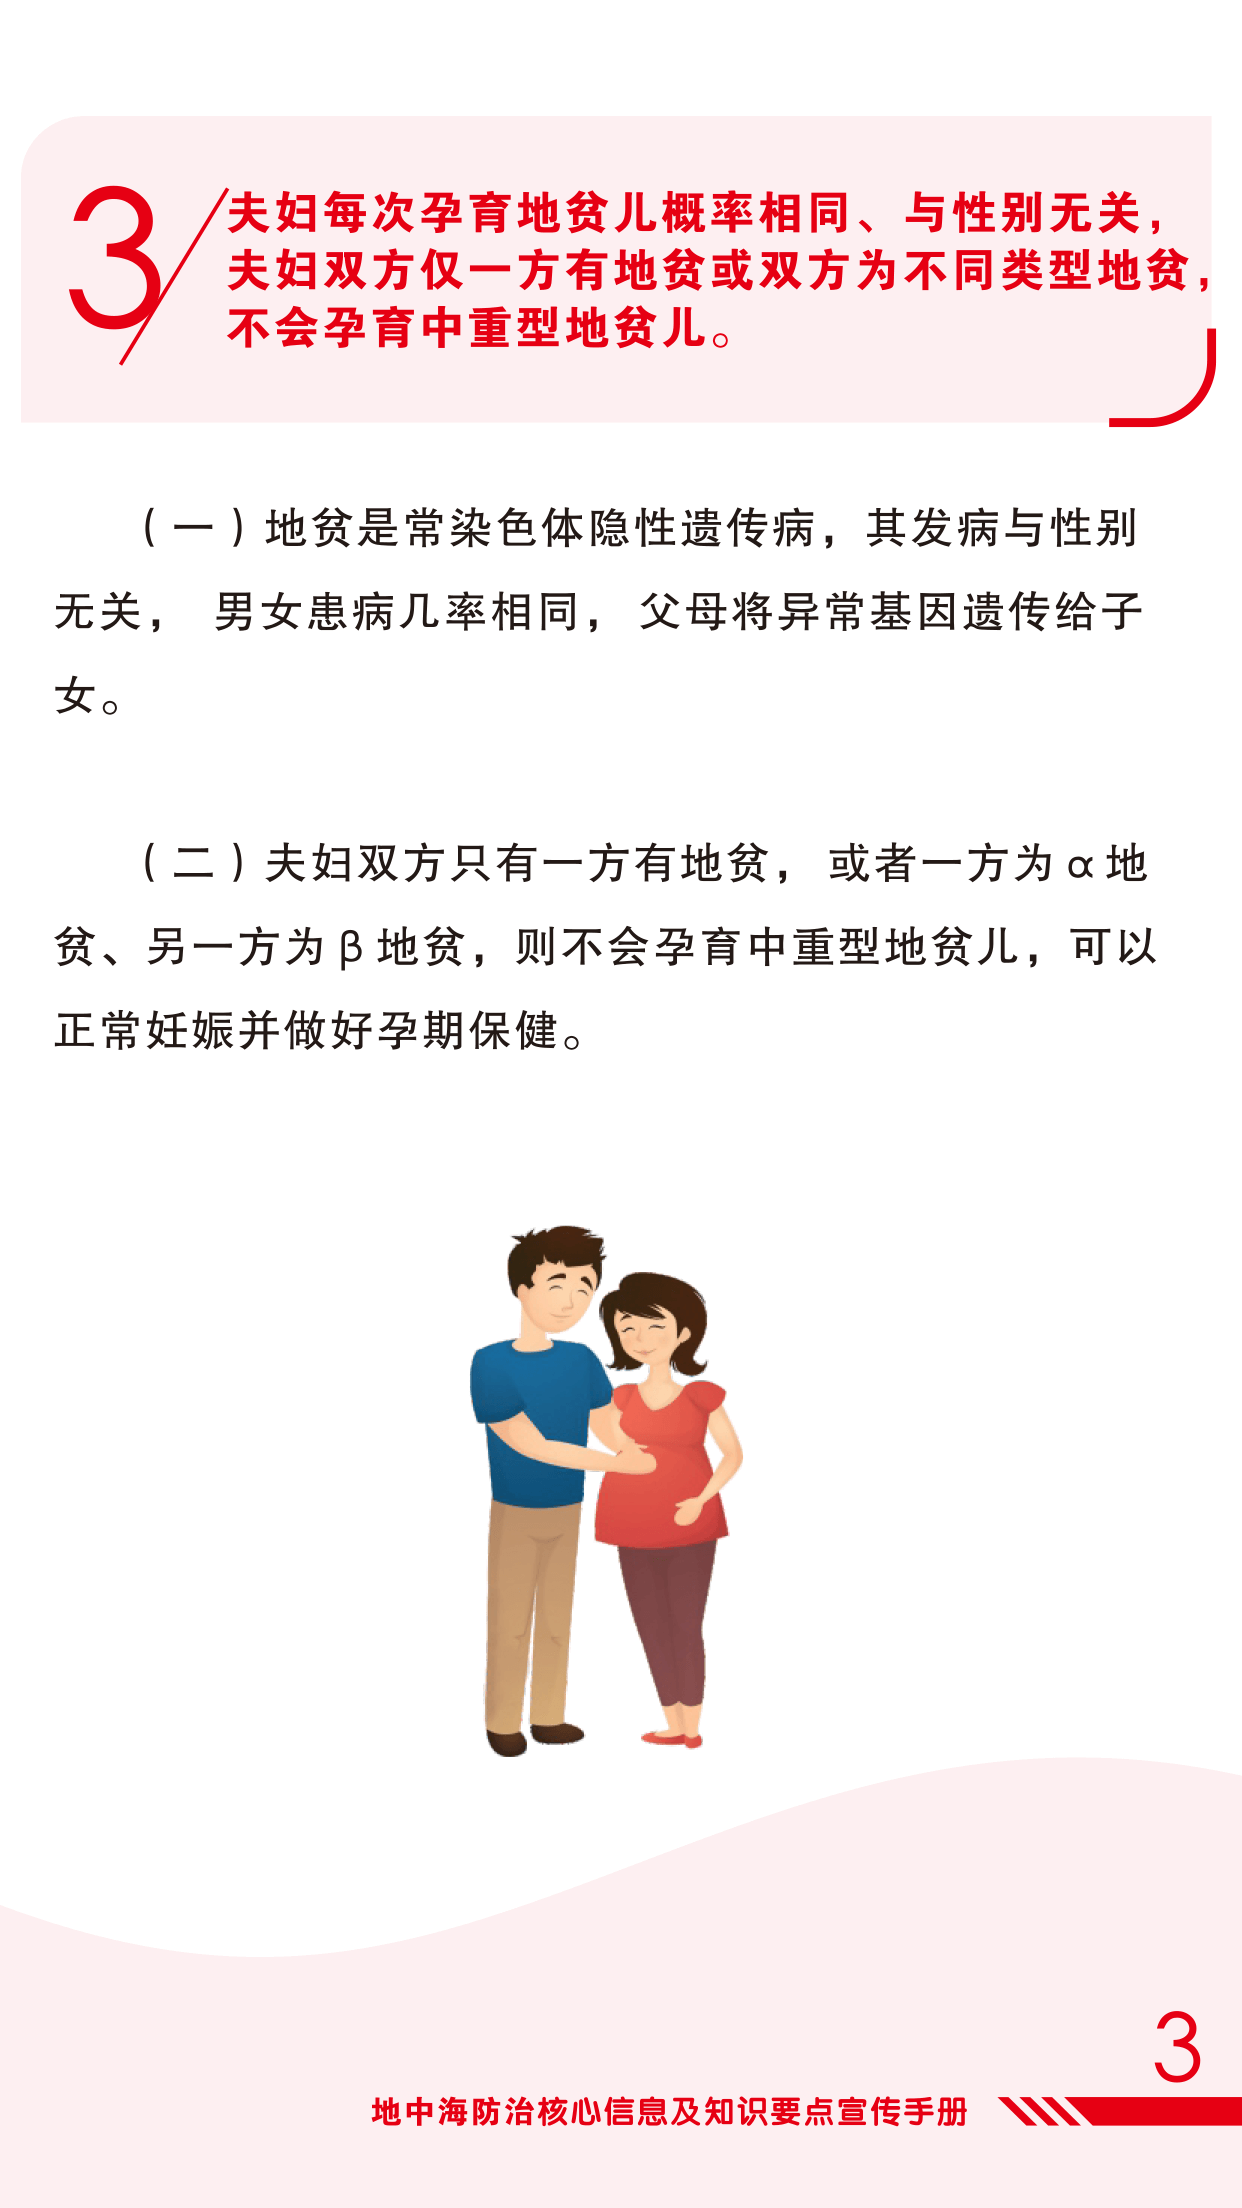 3
夫妇每次孕育地贫儿概率相同、与性别无关，
夫妇双方仅一方有地贫或双方为不同类型地贫，
不会孕育中重型地贫儿。
（一）地贫是常染色体隐性遗传病，其发病与性别
无关， 男女患病几率相同， 父母将异常基因遗传给子
女。
（二）夫妇双方只有一方有地贫， 或者一方为 α 地
贫、另一方为 β 地贫，则不会孕育中重型地贫儿，可以
正常妊娠并做好孕期保健。
3
地中海防治核心信息及知识要点宣传手册